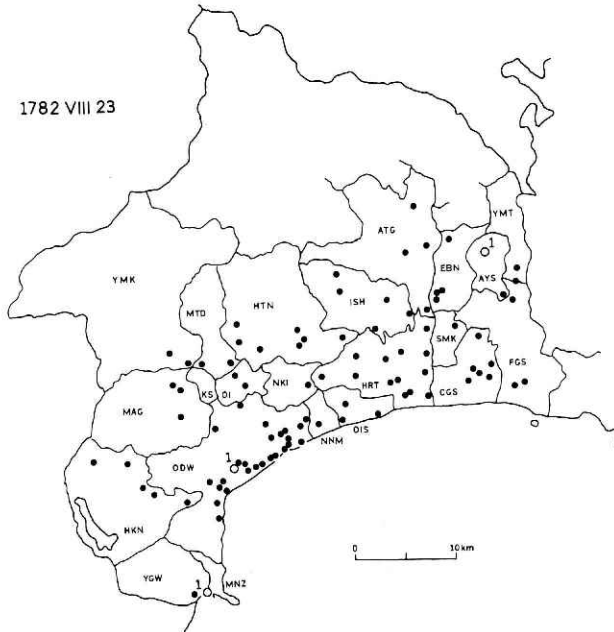 1782 VIII 23
YMT
ATG
1
EBN
AYS
YMK
MTD
HTN
ISH
SMK
FGS
KS
OI
NKI
HRT
CGS
MAG
NNM
OIS
ODW
1
HKN
0 10km
YGW
1
MNZ